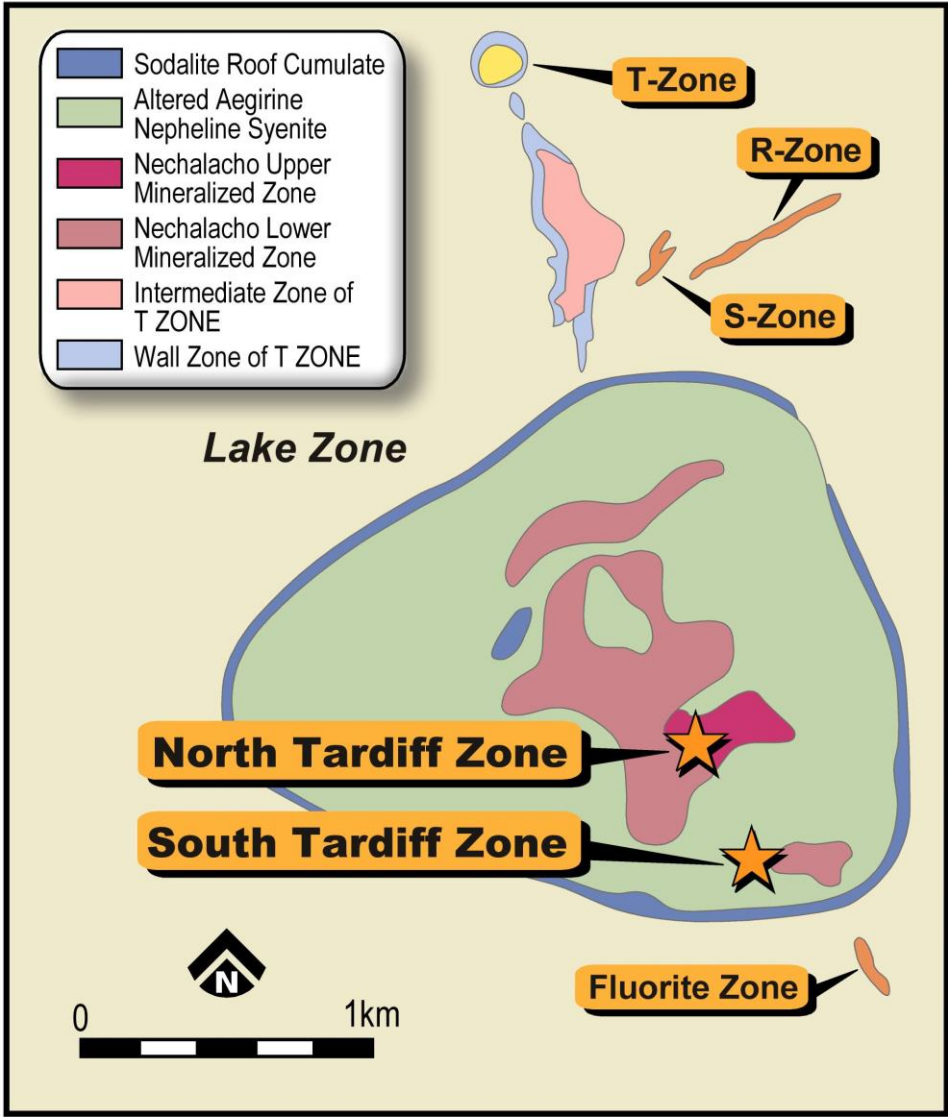 Sodalite Roof Cumulate
Altered Aegirine
Nepheline Syenite
Nechalacho Upper
Mineralized Zone
Nechalacho Lower
Mineralized Zone
Intermediate Zone of
T ZONE
Wall Zone of T ZONE
T-Zone
R-Zone
S-Zone
Lake Zone
North Tardiff Zone
South Tardiff Zone
Fluorite Zone
N
0 1km